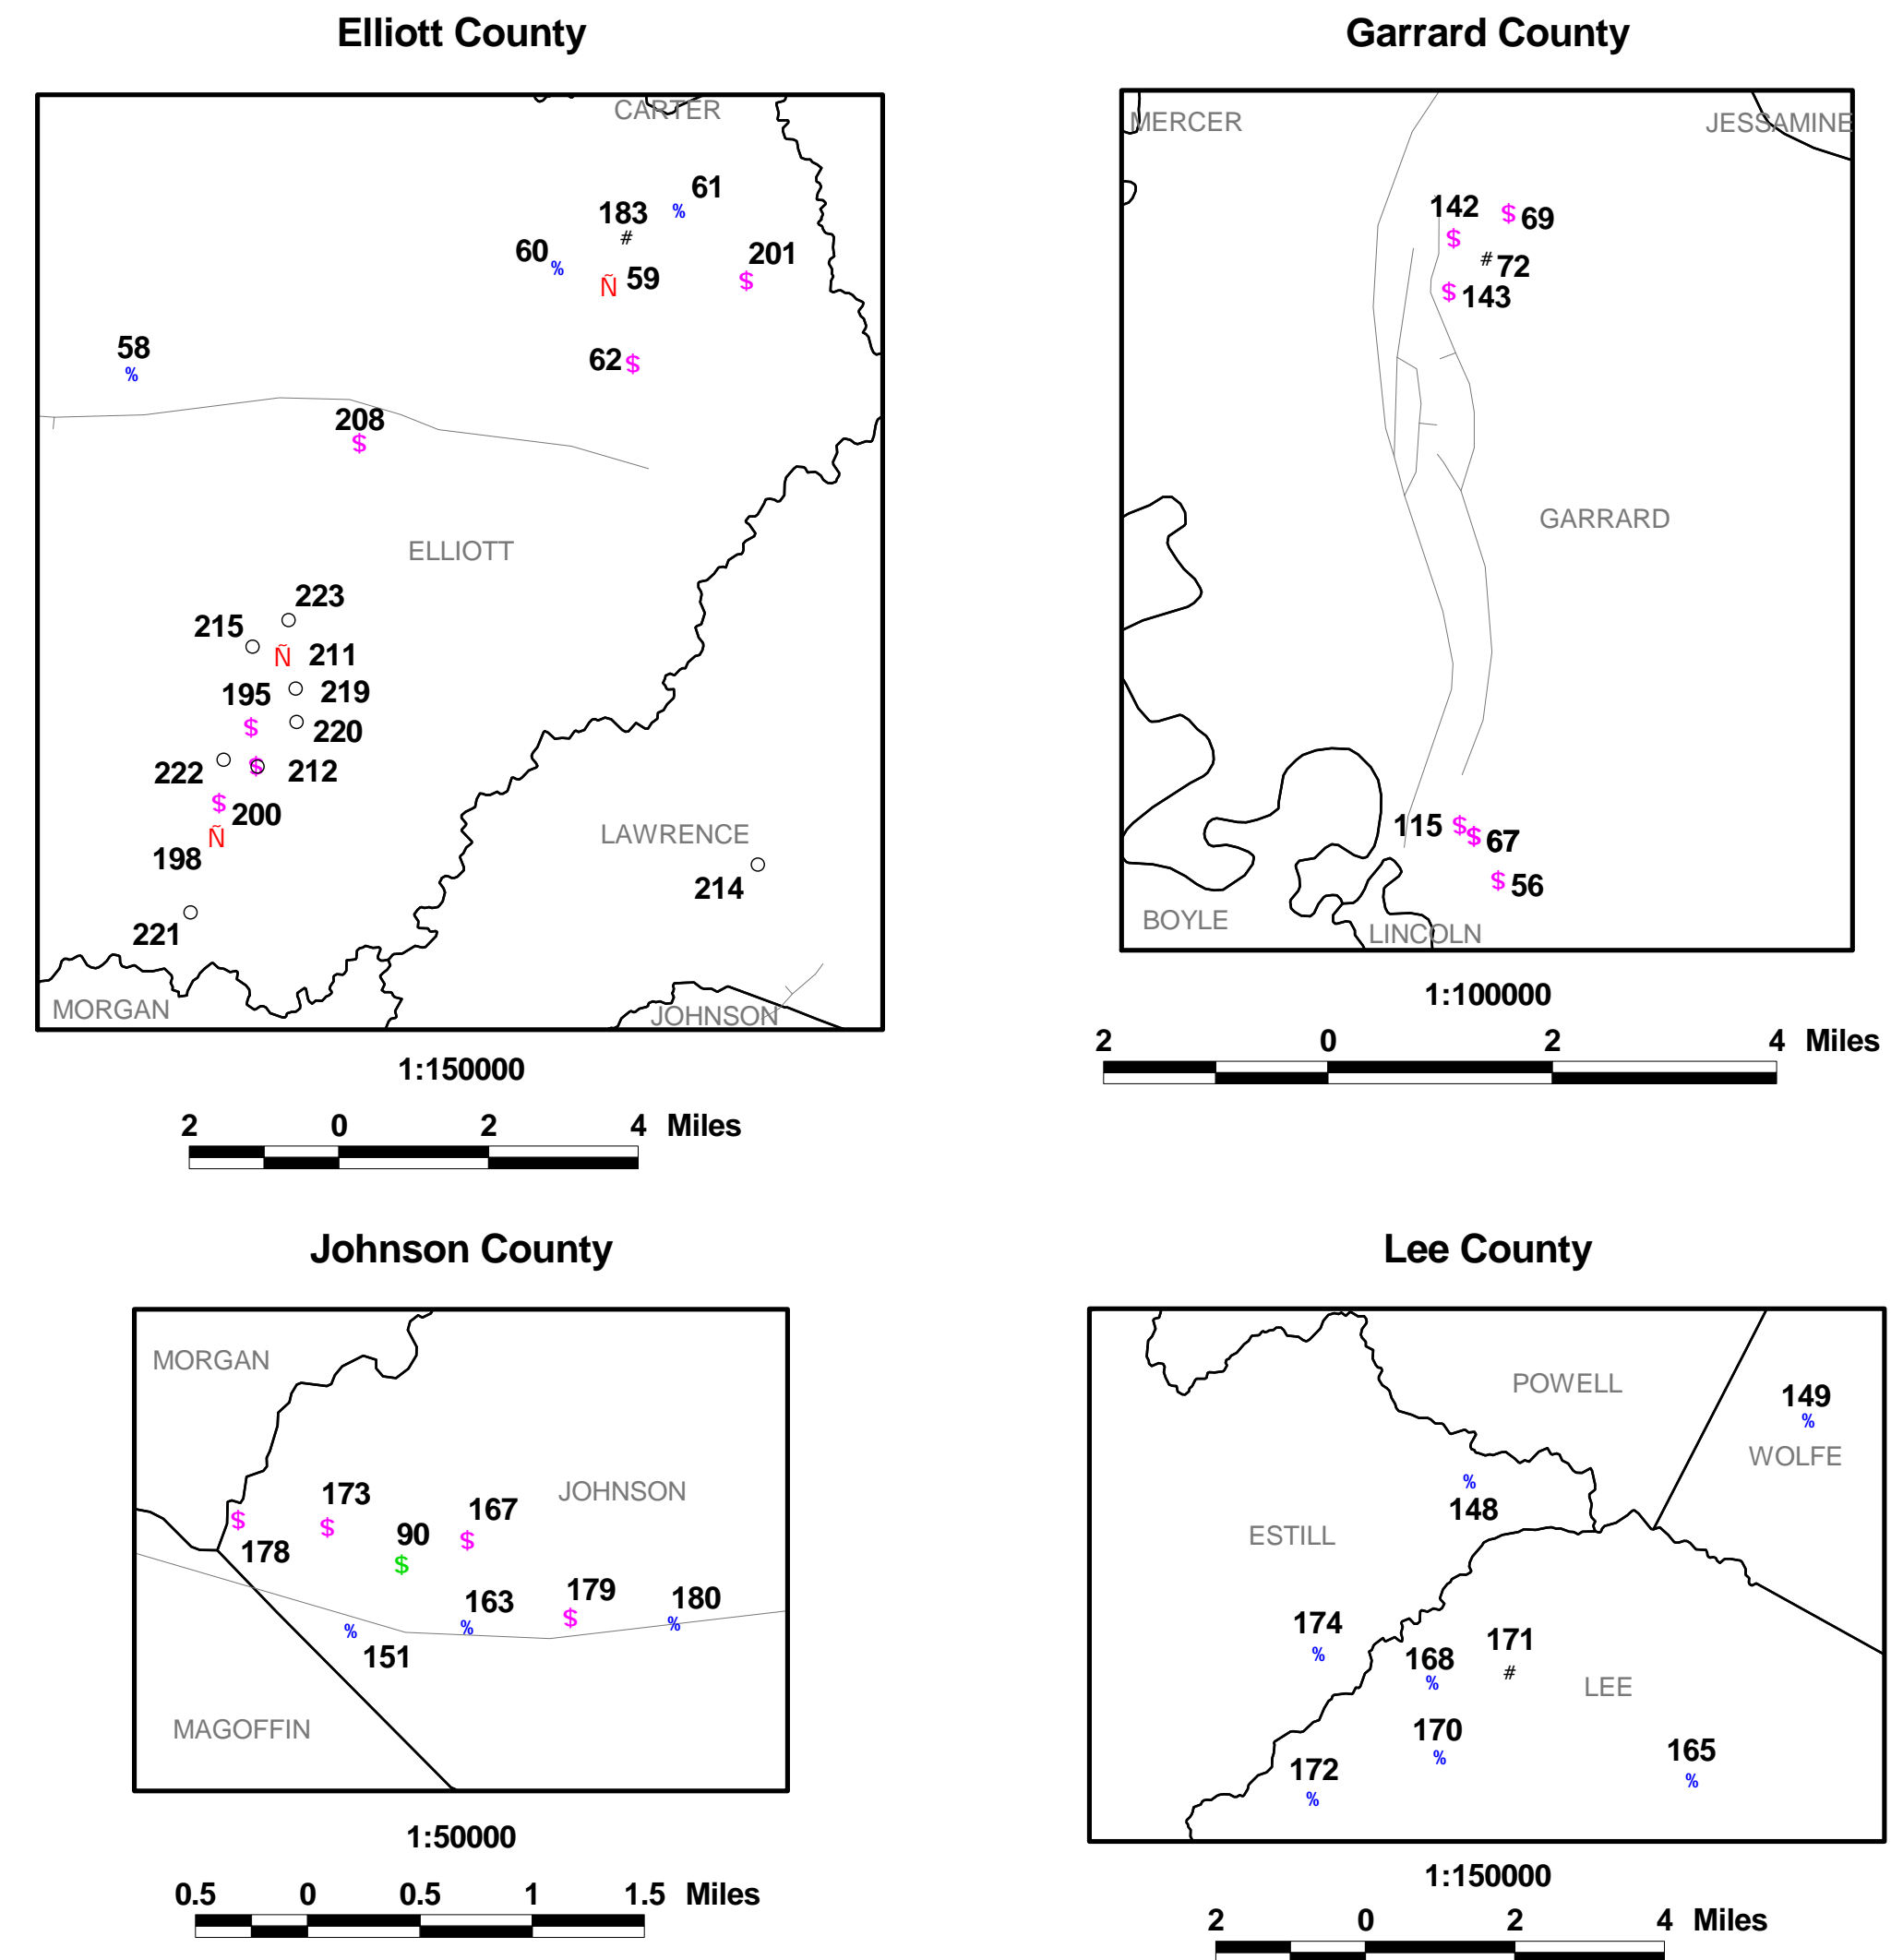 Elliott County
CARTER
61
%
183
#
60
%
Ñ 59
201
$
58
%
62 $
208
$
ELLIOTT
223
215
Ñ 211
195
$
219
220
222
$ 212
$ 200
Ñ
198
LAWRENCE
214
221
MORGAN
JOHNSON
1:150000
2 0 2 4 Miles
Garrard County
MERCER
JESSAMINE
142
$
$ 69
# 72
$ 143
GARRARD
115 $
$ 67
$ 56
BOYLE
LINCOLN
1:100000
2 0 2 4 Miles
Johnson County
MORGAN
JOHNSON
173
$
167
$
90
$
$
178
163
%
179
$
180
%
%
151
MAGOFFIN
1:50000
0.5 0 0.5 1 1.5 Miles
Lee County
POWELL
149
%
WOLFE
%
148
ESTILL
174
%
168
%
171
#
LEE
170
%
165
%
172
%
1:150000
2 0 2 4 Miles